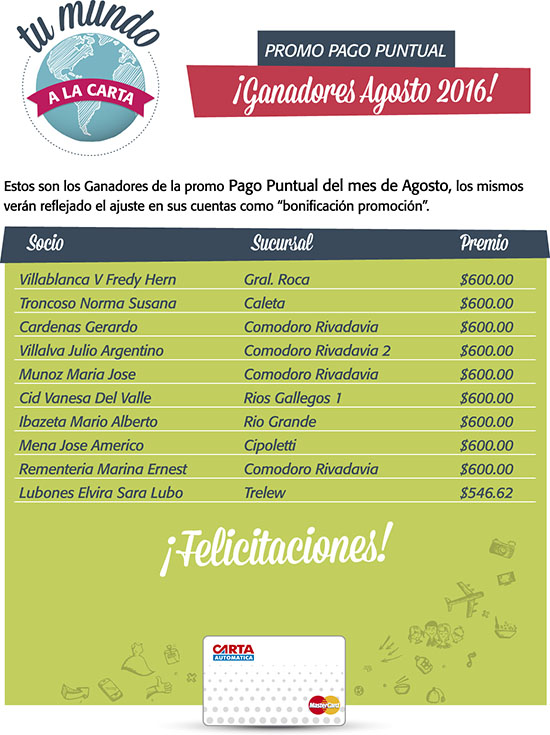 tu mundo
A LA CARTA
PROMO PAGO PUNTUAL
¡Ganadores Agosto 2016!
Estos son los Ganadores de la promo Pago Puntual del mes de Agosto, los mismos
verán reflejado el ajuste en sus cuentas como “bonificación promoción”.
Socio Sucursal Premio
Villablanca V Fredy Hern Gral. Roca $600.00
Troncoso Norma Susana Caleta $600.00
Cardenas Gerardo Comodoro Rivadavia $600.00
Villalva Julio Argentino Comodoro Rivadavia 2 $600.00
Munoz Maria Jose Comodoro Rivadavia $600.00
Cid Vanesa Del Valle Rios Gallegos 1 $600.00
Ibazeta Mario Alberto Rio Grande $600.00
Mena Jose Americo Cipoletti $600.00
Rementeria Marina Ernest Comodoro Rivadavia $600.00
Lubones Elvira Sara Lubo Trelew $546.62
¡Felicitaciones!
CARTA
AUTOMATICA
MasterCard